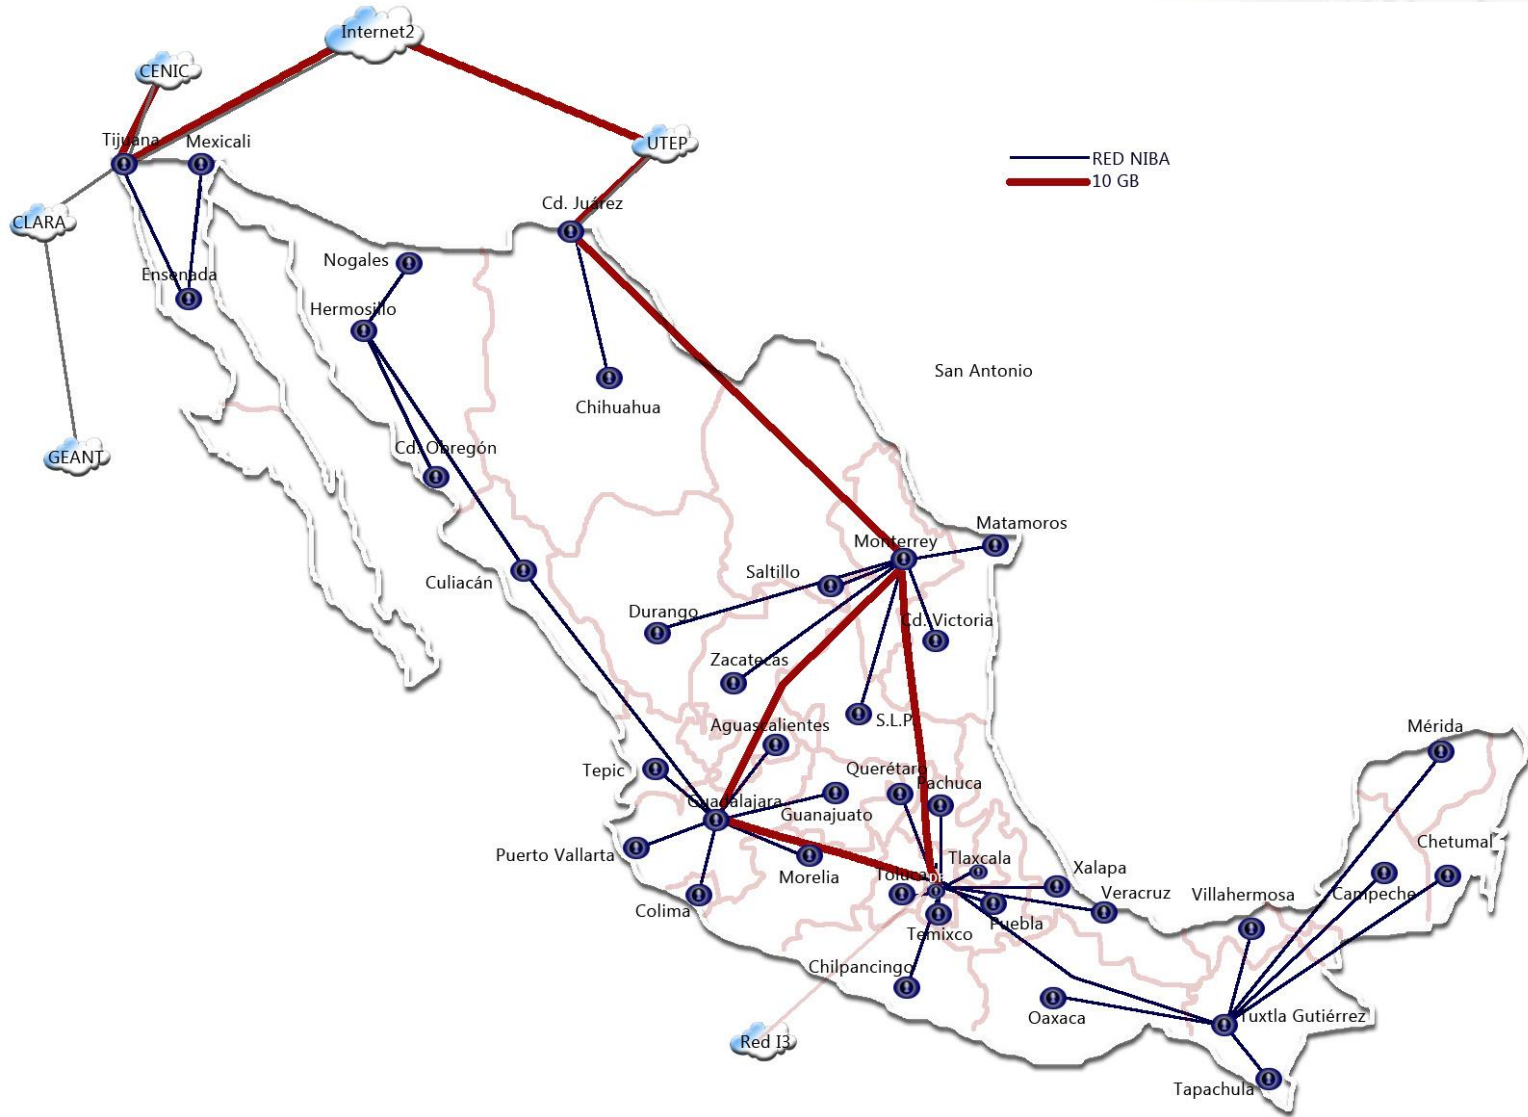 Internet2
CENIC
Tijuana
Mexicali
UTEP
RED NIBA
10 GB
CLARA
Cd. Juárez
Nogales
Ensenada
Hermosillo
San Antonio
Chihuahua
Cd. Obregón
GEANT
Matamoros
Monterrey
Saltillo
Culiacán
Durango
Cd. Victoria
Zacatecas
S.L.P.
Aguascalientes
Mérida
Tepic
Querétaro
Pachuca
Guadalajara
Guanajuato
Chetumal
Puerto Vallarta
Tlaxcala
Xalapa
Morelia
Toluca
Veracruz
Villahermosa
Campeche
Colima
Temixco
Puebla
Chilpancingo
Oaxaca
Tuxtla Gutiérrez
Red I3
Tapachula